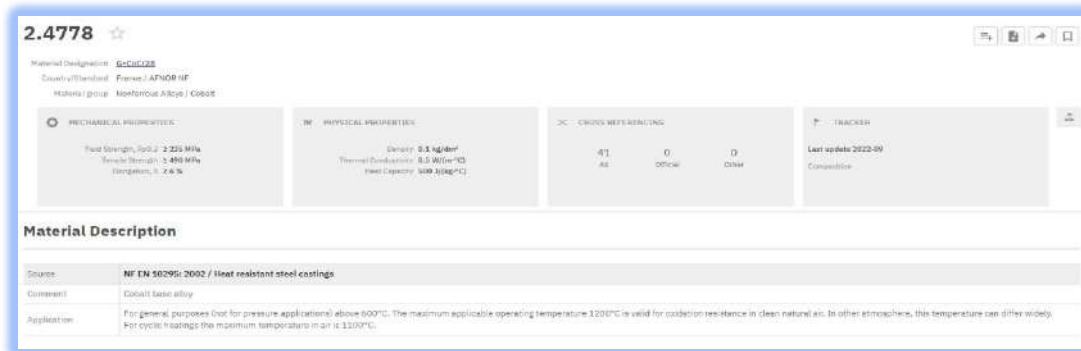 2.4778
Material Designation G-CoCr28
Country/Standard France / AFNOR NF
Material group Nonferrous Alloys / Cobalt
MECHANICAL PROPERTIES
Yield Strength, Rp0.2 ≥ 235 MPa
Tensile Strength ≥ 490 MPa
Elongation, A ≥ 6 %
PHYSICAL PROPERTIES
Density 8.1 kg/dm³
Thermal Conductivity 8.5 W/(m·°C)
Heat Capacity 500 J/(kg·°C)
CROSS REFERENCING
41 0 0
All Official Other
TRACKER
Last update 2022-09
Composition
Material Description
Source NF EN 10295: 2002 / Heat resistant steel castings
Comment Cobalt base alloy
Application For general purposes (not for pressure applications) above 600°C. The maximum applicable operating temperature 1200°C is valid for oxidation resistance in clean natural air. In other atmosphere, this temperature can differ widely.
For cyclic heatings the maximum temperature in air is 1100°C.